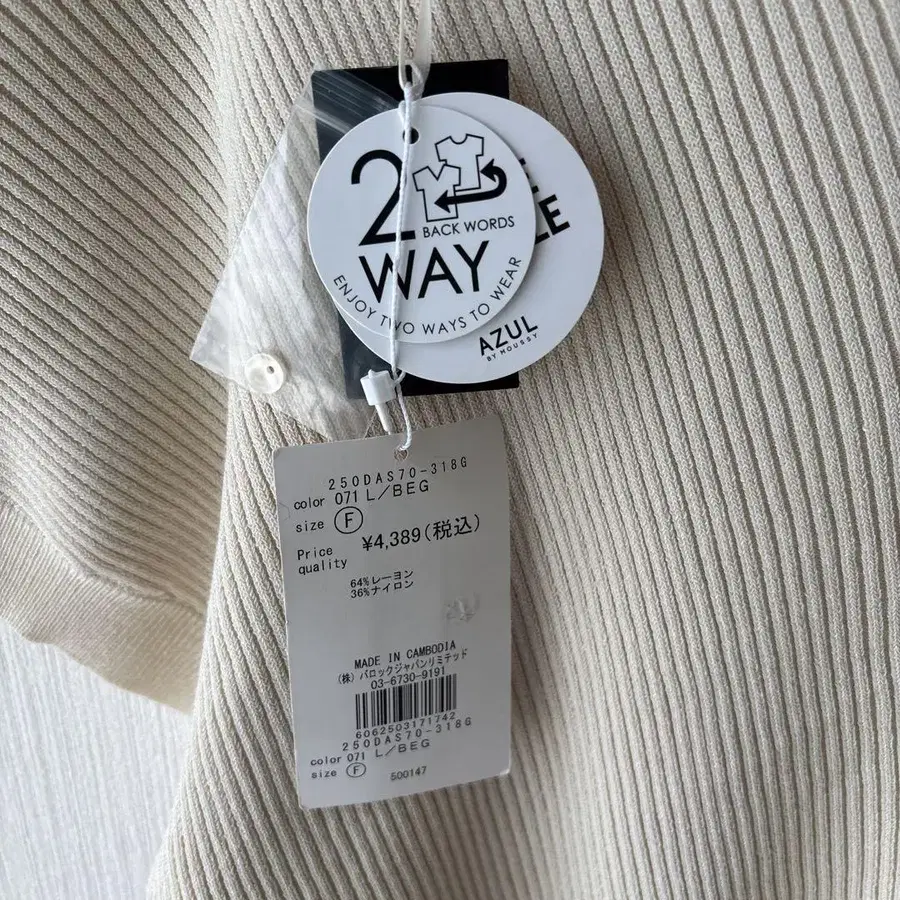 2
BACK WORDS
WAY
ENJOY TWO WAYS TO WEAR
AZUL
BY MOUSSY
250DAS70-318G
color 071 L/BEG
size F
Price ¥4,389(税込)
quality
64%レーヨン
36%ナイロン
MADE IN CAMBODIA
(株)バロックジャパンリミテッド
03-6730-9191
6062503171742
250DAS70-318G
color 071 L/BEG
size F
500147